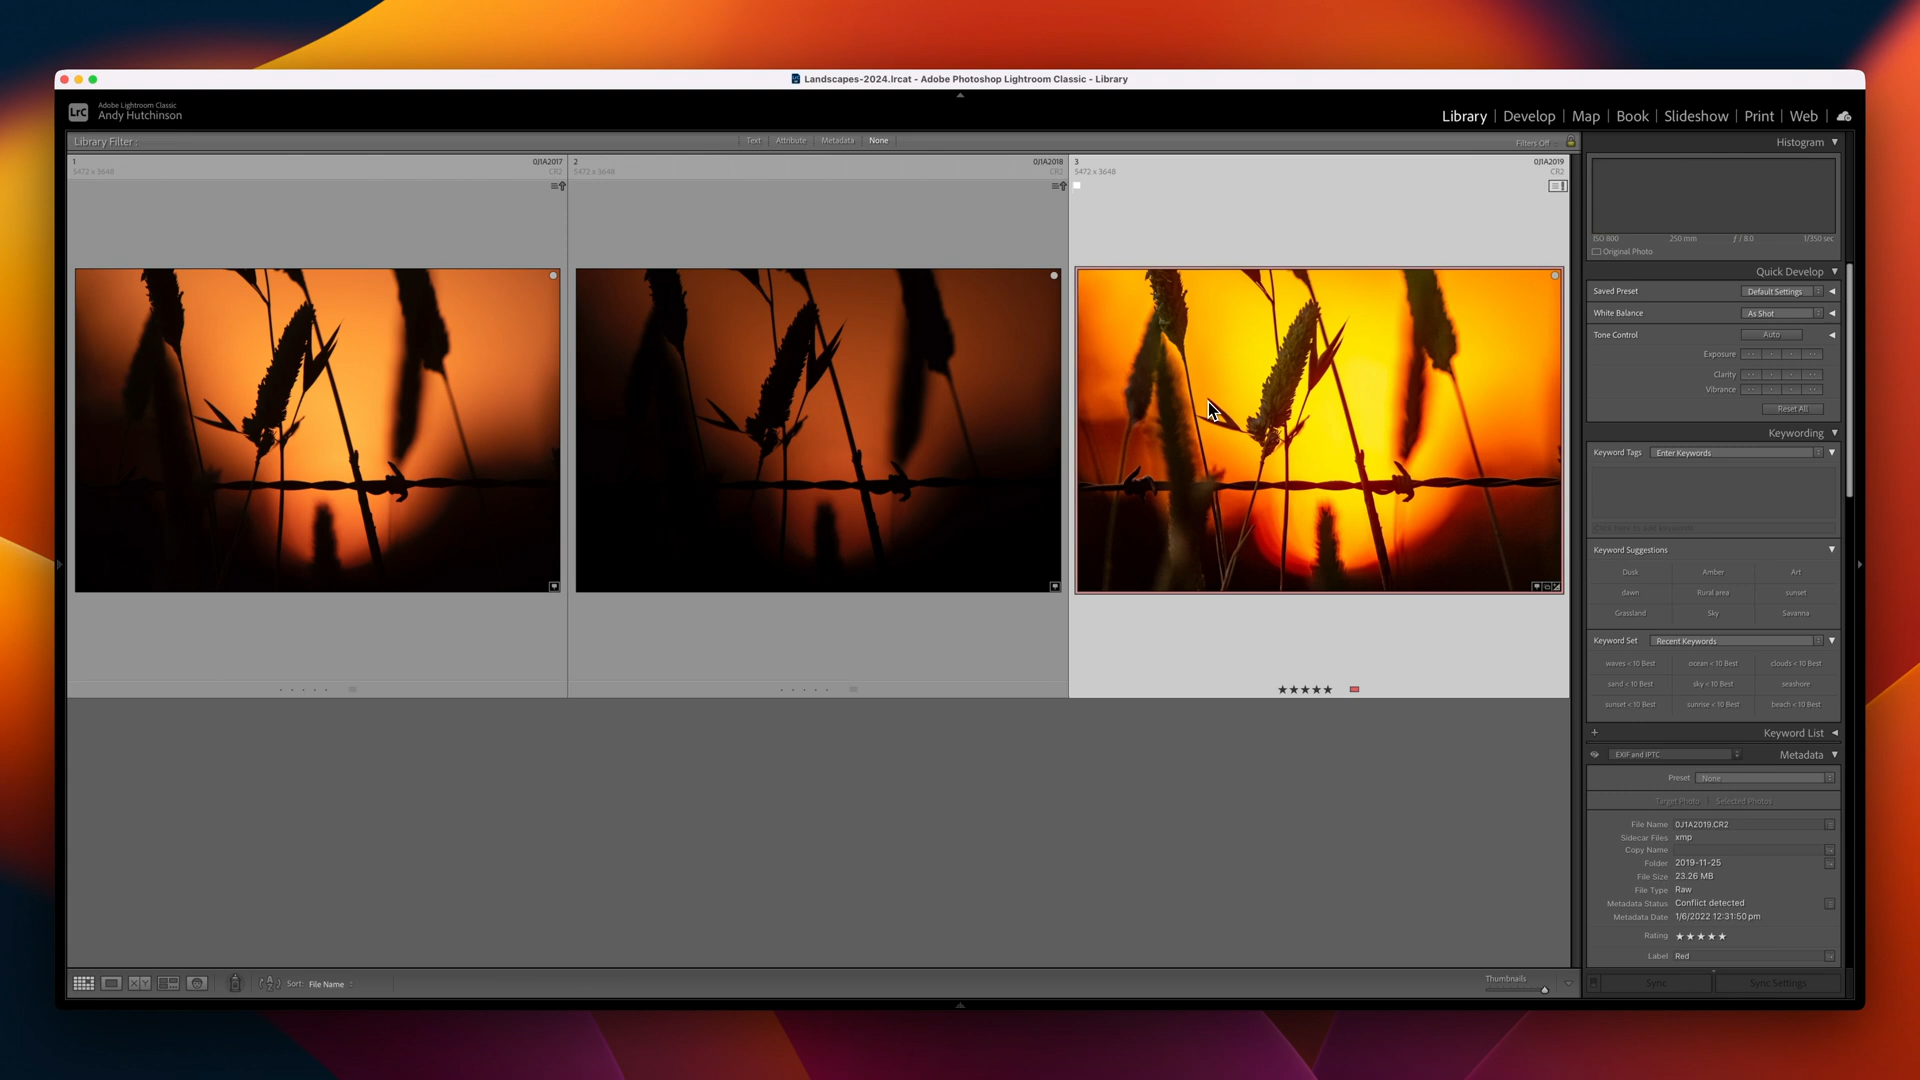 Landscapes-2024.lrcat - Adobe Photoshop Lightroom Classic - Library
LrC
Adobe Lightroom Classic
Andy Hutchinson
Library | Develop | Map | Book | Slideshow | Print | Web
Library Filter :
Text Attribute Metadata None
Filters Off
Histogram
1 0J1A2017
5472 x 3648 CR2
2 0J1A2018
5472 x 3648 CR2
3 0J1A2019
5472 x 3648 CR2
ISO 800 250 mm ƒ / 8.0 1/350 sec
Original Photo
Quick Develop
Saved Preset Default Settings
White Balance As Shot
Tone Control Auto
Exposure
Clarity
Vibrance
Reset All
Keywording
Keyword Tags Enter Keywords
Click here to add keywords
Keyword Suggestions
Dusk Amber Art
dawn Rural area sunset
Grassland Sky Savanna
Keyword Set Recent Keywords
waves < 10 Best ocean < 10 Best clouds < 10 Best
sand < 10 Best sky < 10 Best seashore
sunset < 10 Best sunrise < 10 Best beach < 10 Best
Keyword List
EXIF and IPTC Metadata
Preset None
Target Photo | Selected Photos
File Name 0J1A2019.CR2
Sidecar Files xmp
Copy Name
Folder 2019-11-25
File Size 23.26 MB
File Type Raw
Metadata Status Conflict detected
Metadata Date 1/6/2022 12:31:50 pm
Rating ★★★★★
Label Red
★★★★★
X Y
A Z
Sort: File Name
Thumbnails
Sync Sync Settings